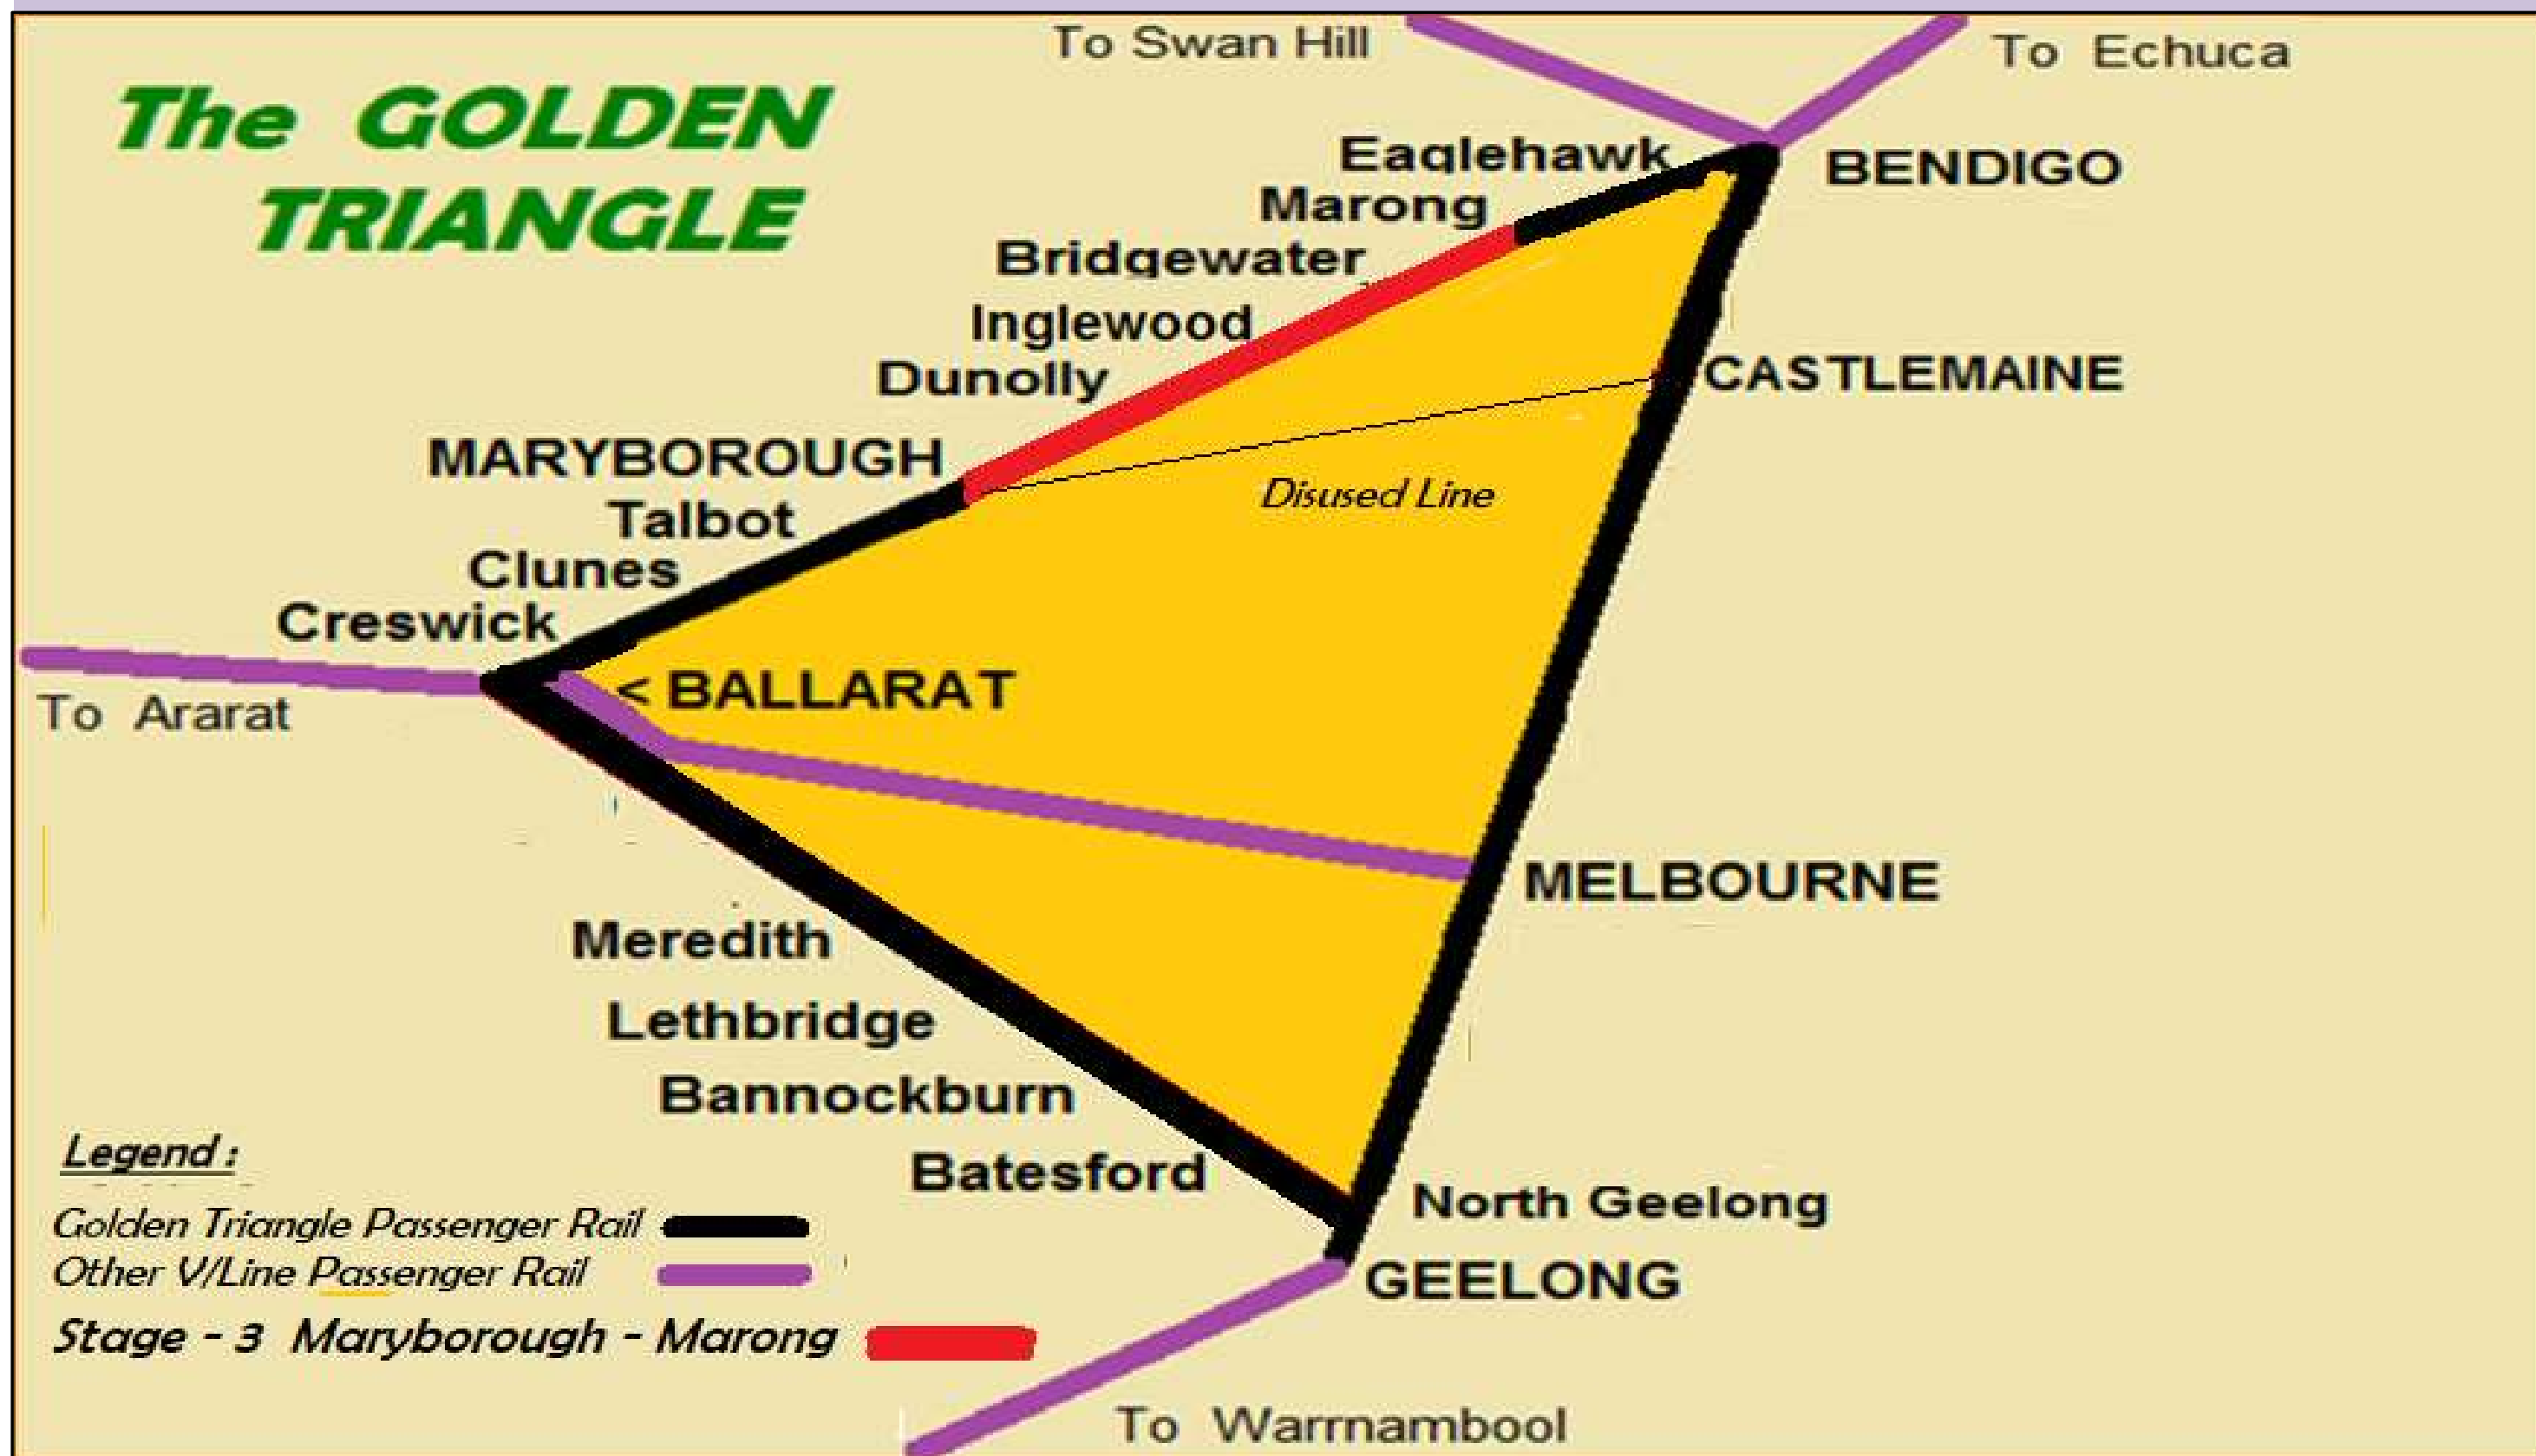 To Swan Hill
To Echuca
The GOLDEN
TRIANGLE
Eaglehawk
BENDIGO
Marong
Bridgewater
Inglewood
CASTLEMAINE
Dunolly
MARYBOROUGH
Disused Line
Talbot
Clunes
Creswick
< BALLARAT
To Ararat
MELBOURNE
Meredith
Lethbridge
Bannockburn
Batesford
North Geelong
GEELONG
Legend :
Golden Triangle Passenger Rail
Other V/Line Passenger Rail
Stage - 3 Maryborough - Marong
To Warrnambool